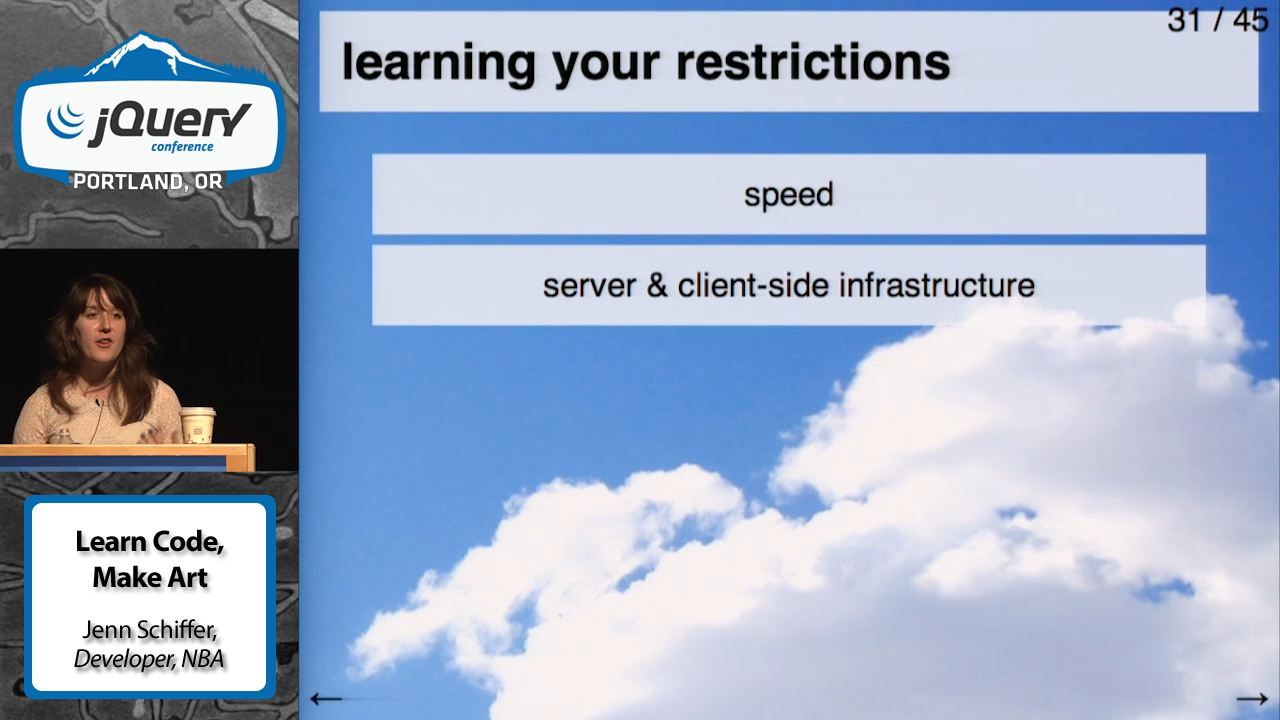 jQuery
conference
PORTLAND, OR
Learn Code,
Make Art
Jenn Schiffer,
Developer, NBA
31 / 45
learning your restrictions
speed
server & client-side infrastructure
← →